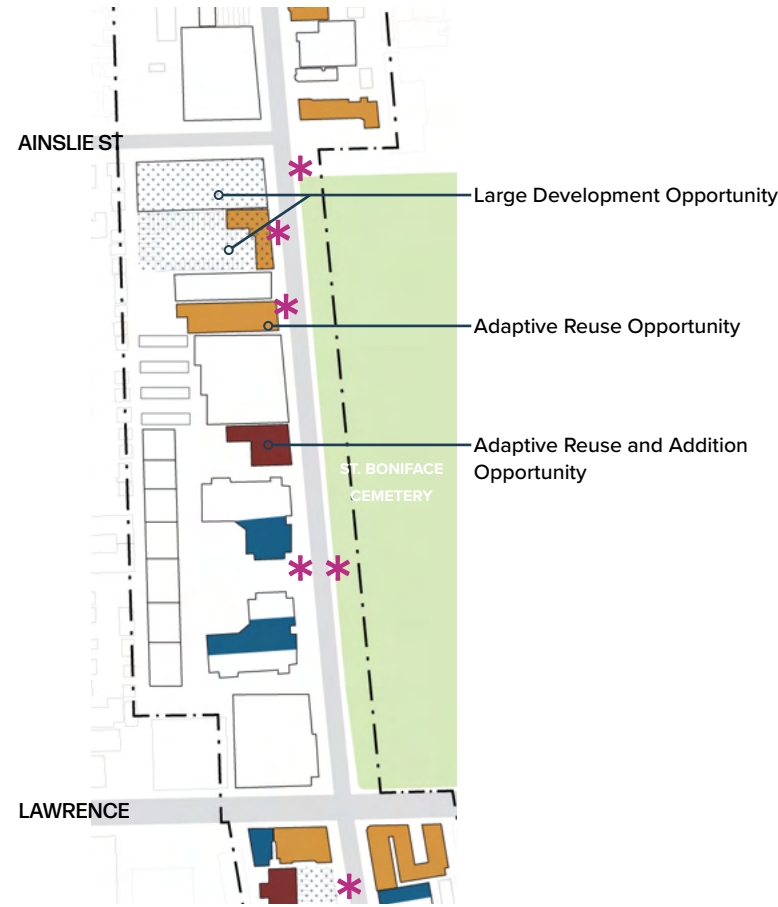 AINSLIE ST
Large Development Opportunity
Adaptive Reuse Opportunity
Adaptive Reuse and Addition
Opportunity
ST. BONIFACE
CEMETERY
LAWRENCE